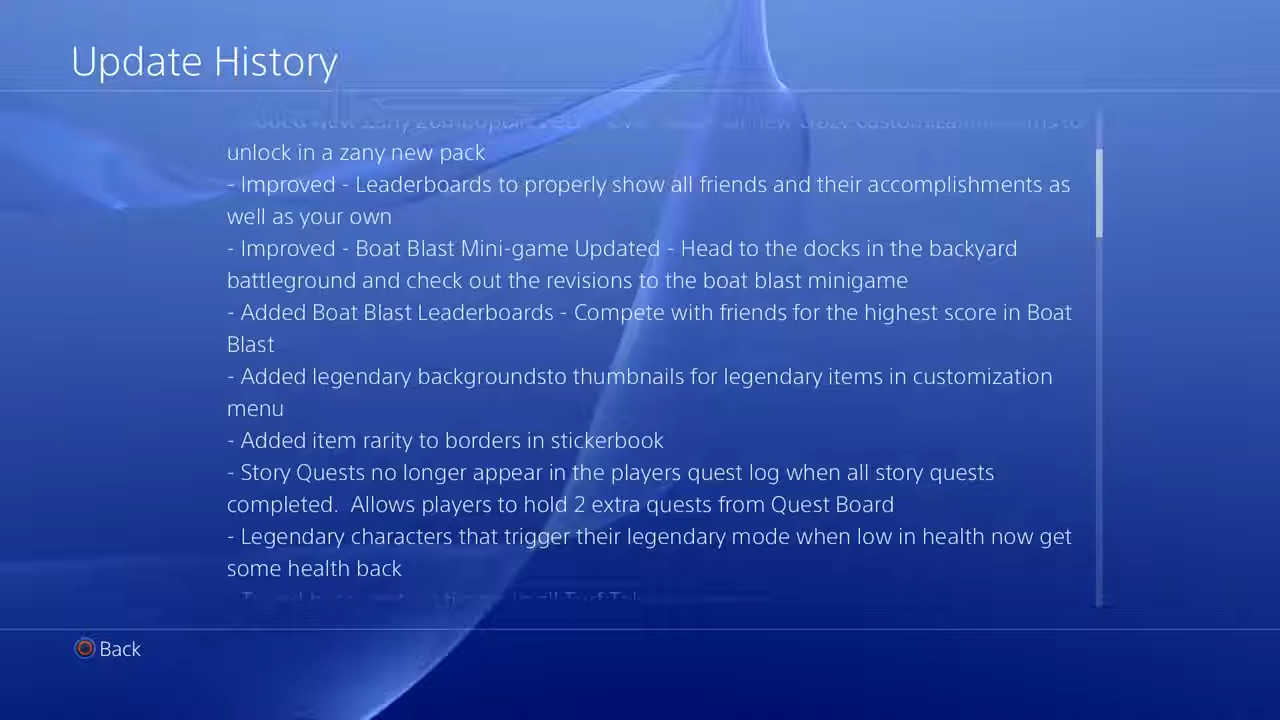 Update History
unlock in a zany new pack
- Improved - Leaderboards to properly show all friends and their accomplishments as
well as your own
- Improved - Boat Blast Mini-game Updated - Head to the docks in the backyard
battleground and check out the revisions to the boat blast minigame
- Added Boat Blast Leaderboards - Compete with friends for the highest score in Boat
Blast
- Added legendary backgroundsto thumbnails for legendary items in customization
menu
- Added item rarity to borders in stickerbook
- Story Quests no longer appear in the players quest log when all story quests
completed.  Allows players to hold 2 extra quests from Quest Board
- Legendary characters that trigger their legendary mode when low in health now get
some health back
Back